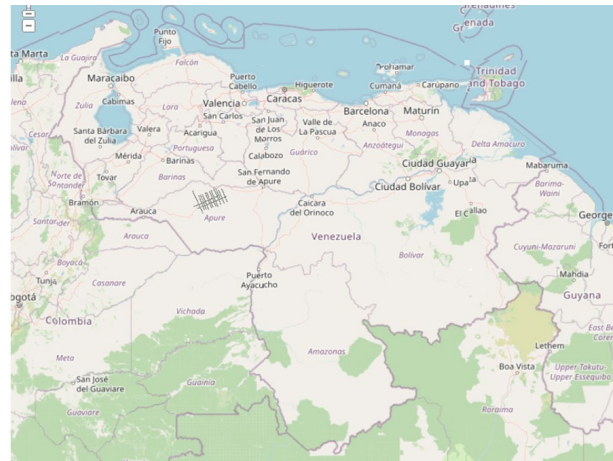 Grenadines
Grenada
Santa Marta
Punto
Fijo
La Guajira
Falcón
Maracaibo
Puerto
Cabello
Higuerote
Porlamar
Cumaná
Carupano
Trinidad
and Tobago
Zulia
Cabimas
Lara
Valencia
Caracas
Barcelona
Maturin
San Carlos
San Juan
de Los
Morros
Valle de
La Pascua
Anaco
Monagas
Santa Bárbara
del Zulia
Valera
Acarigua
Portuguesa
Calabozo
Guárico
Anzoátegui
Delta Amacuro
Cesar
Mérida
Barinas
Barinas
San Fernando
de Apure
Ciudad Guayana
Mabaruma
Norte de
Santander
Tovar
Ciudad Bolívar
Upata
Barima-
Waini
Bramón
Arauca
Apure
Caicara
del Orinoco
El Callao
Santander
Arauca
Venezuela
Bolívar
Cuyuni-Mazaruni
Boyacá
Tunja
Casanare
Puerto
Ayacucho
Mahdia
Guyana
Bogotá
Colombia
Vichada
Meta
Amazonas
Lethem
Boa Vista
San José
del Guaviare
Guainía
Upper Takutu-
Upper Essequibo
Guaviare
Roraima